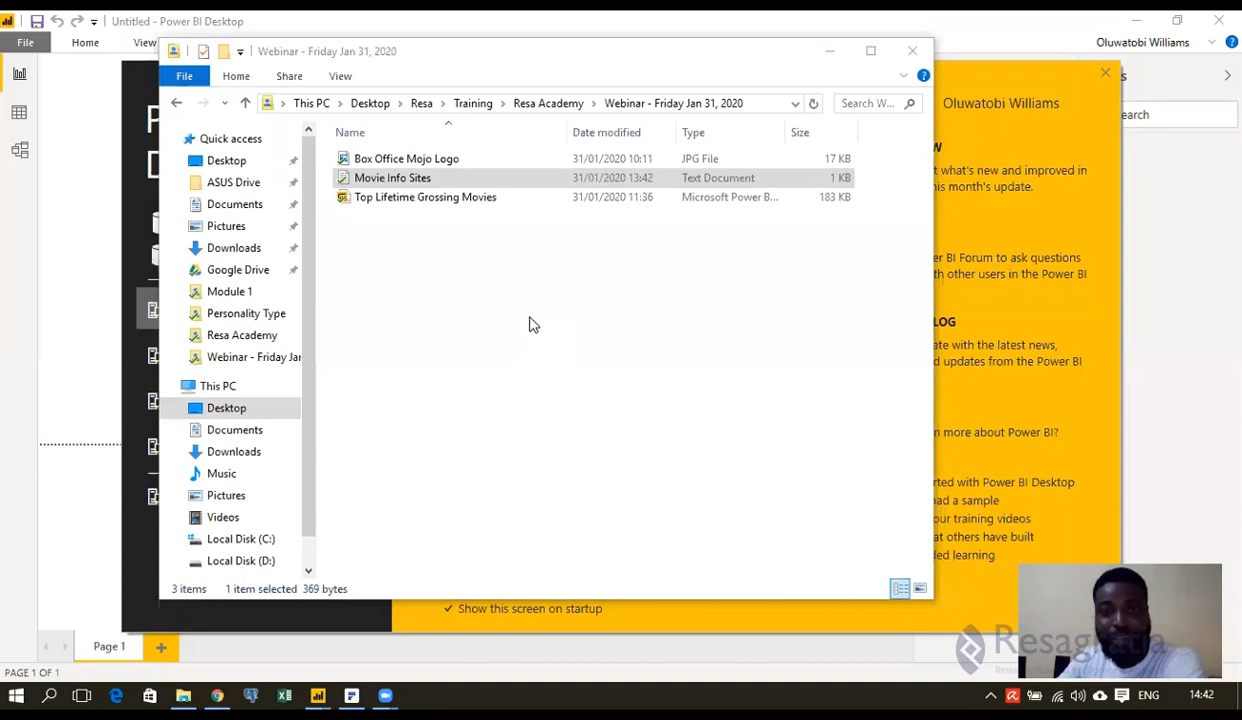 Untitled - Power BI Desktop
File
Home
View
Oluwatobi Williams
Webinar - Friday Jan 31, 2020
File
Home
Share
View
This PC
Desktop
Resa
Training
Resa Academy
Webinar - Friday Jan 31, 2020
Search W...
Oluwatobi Williams
earch
Name
Date modified
Type
Size
Box Office Mojo Logo
31/01/2020 10:11
JPG File
17 KB
Movie Info Sites
31/01/2020 13:42
Text Document
1 KB
Top Lifetime Grossing Movies
31/01/2020 11:36
Microsoft Power B...
183 KB
Quick access
Desktop
ASUS Drive
Documents
Pictures
Downloads
Google Drive
Module 1
Personality Type
Resa Academy
Webinar - Friday Jar
This PC
Desktop
Documents
Downloads
Music
Pictures
Videos
Local Disk (C:)
Local Disk (D:)
W
t what's new and improved in
this month's update.
er BI Forum to ask questions
th other users in the Power BI
LOG
ate with the latest news,
d updates from the Power BI
n more about Power BI?
rted with Power BI Desktop
oad a sample
our training videos
at others have built
ded learning
3 items
1 item selected
369 bytes
Show this screen on startup
Page 1
PAGE 1 OF 1
Resagratia
ENG
14:42